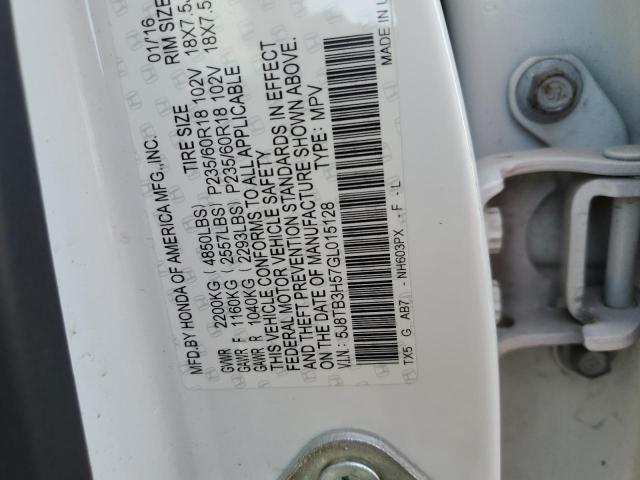 MFD.BY HONDA OF AMERICA MFG.,INC. 01/16
TIRE SIZE RIM SIZE
GVWR 2200KG ( 4850LBS) P235/60R18 102V 18X7.5
GAWR F 1160KG ( 2557LBS) P235/60R18 102V 18X7.5
GAWR R 1040KG ( 2293LBS)
THIS VEHICLE CONFORMS TO ALL APPLICABLE
FEDERAL MOTOR VEHICLE SAFETY
AND THEFT PREVENTION STANDARDS IN EFFECT
ON THE DATE OF MANUFACTURE SHOWN ABOVE.
V.I.N.: 5J8TB3H57GL015128 TYPE: MPV
TX5 G AB7 - NH603PX - F - L MADE IN U